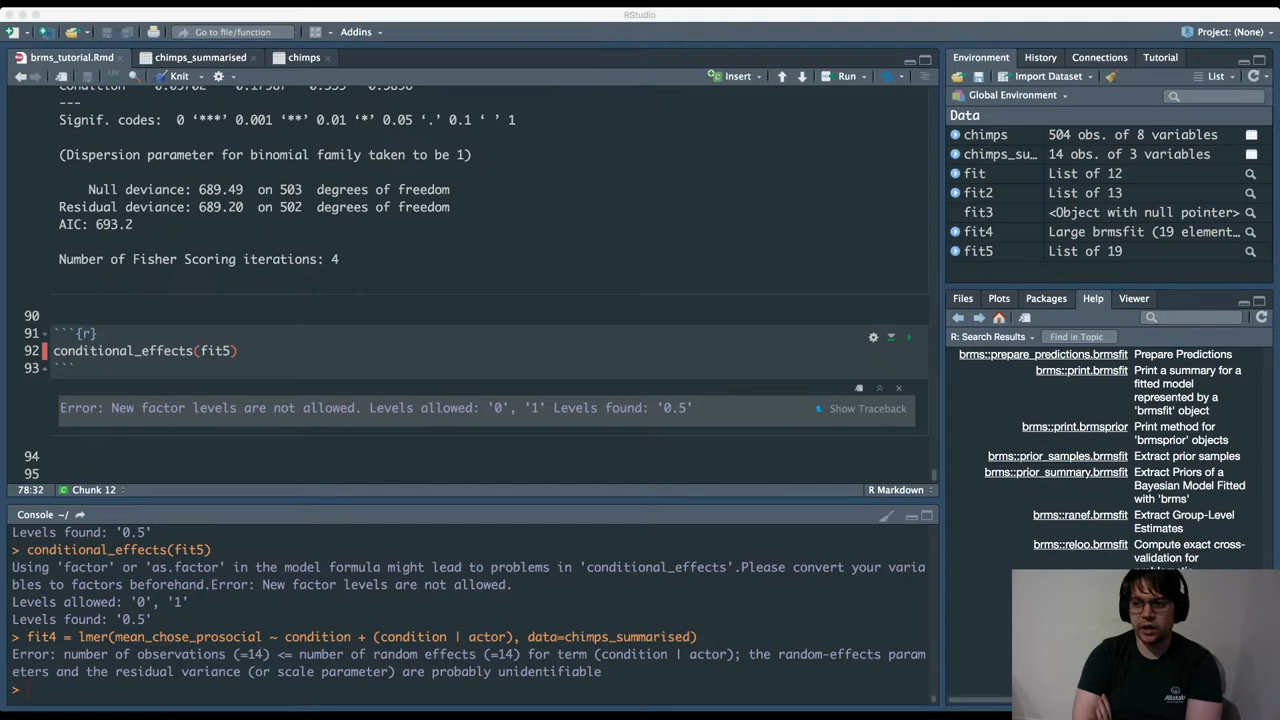 RStudio
Go to file/function
Addins
Project: (None)
brms_tutorial.Rmd
chimps_summarised
chimps
Knit
Insert
Run
---
Signif. codes:  0 ‘***’ 0.001 ‘**’ 0.01 ‘*’ 0.05 ‘.’ 0.1 ‘ ’ 1
(Dispersion parameter for binomial family taken to be 1)
Null deviance: 689.49  on 503  degrees of freedom
Residual deviance: 689.20  on 502  degrees of freedom
AIC: 693.2
Number of Fisher Scoring iterations: 4
90
91 ```{r}
92 conditional_effects(fit5)
93 ```
Error: New factor levels are not allowed. Levels allowed: '0', '1' Levels found: '0.5'
Show Traceback
94
95
78:32
Chunk 12
R Markdown
Console ~/
Levels found: '0.5'
> conditional_effects(fit5)
Using 'factor' or 'as.factor' in the model formula might lead to problems in 'conditional_effects'.Please convert your varia
bles to factors beforehand.Error: New factor levels are not allowed.
Levels allowed: '0', '1'
Levels found: '0.5'
> fit4 = lmer(mean_chose_prosocial ~ condition + (condition | actor), data=chimps_summarised)
Error: number of observations (=14) <= number of random effects (=14) for term (condition | actor); the random-effects param
eters and the residual variance (or scale parameter) are probably unidentifiable
>
Environment
History
Connections
Tutorial
Import Dataset
List
Global Environment
Data
chimps 504 obs. of 8 variables
chimps_su… 14 obs. of 3 variables
fit List of 12
fit2 List of 13
fit3 <Object with null pointer>
fit4 Large brmsfit (19 element…
fit5 List of 19
Files
Plots
Packages
Help
Viewer
R: Search Results
Find in Topic
brms::prepare_predictions.brmsfit Prepare Predictions
brms::print.brmsfit Print a summary for a
fitted model
represented by a
'brmsfit' object
brms::print.brmsprior Print method for
'brmsprior' objects
brms::prior_samples.brmsfit Extract prior samples
brms::prior_summary.brmsfit Extract Priors of a
Bayesian Model Fitted
with 'brms'
brms::ranef.brmsfit Extract Group-Level
Estimates
brms::reloo.brmsfit Compute exact cross-
validation for